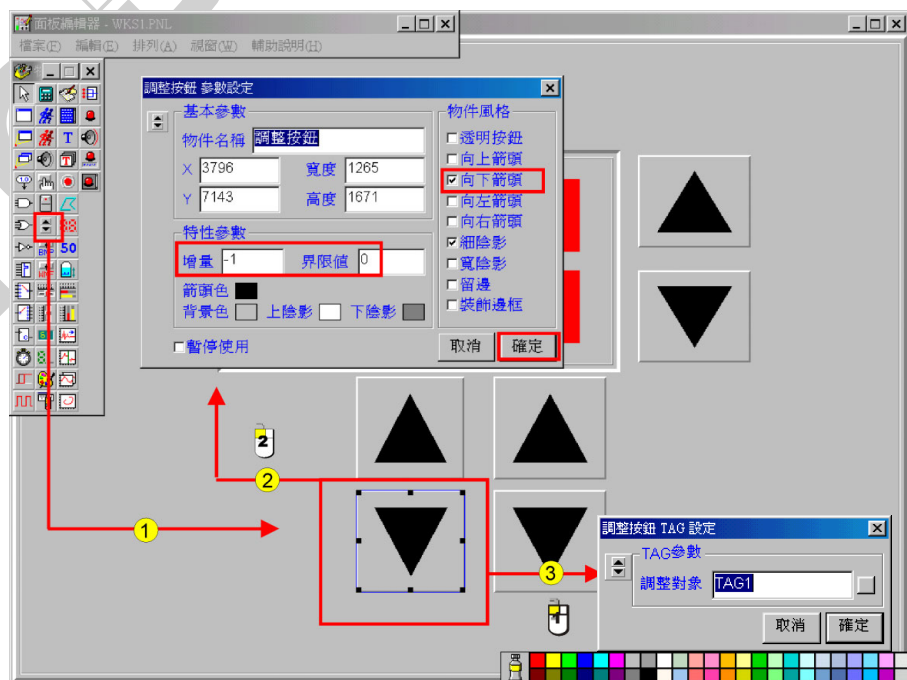 面板編輯器 - WKS1.PNL
檔案(F) 編輯(E) 排列(A) 視窗(W) 輔助說明(H)
調整按鈕 參數設定
基本參數
物件名稱 調整按鈕
X 3796 寬度 1265
Y 7143 高度 1671
特性參數
增量 -1 界限值 0
箭頭色
背景色 上陰影 下陰影
暫停使用
物件風格
透明按鈕
向上箭頭
向下箭頭
向左箭頭
向右箭頭
細陰影
寬陰影
留邊
裝飾邊框
取消 確定
T
T
88
50
2
2
1
3
1
調整按鈕 TAG 設定
TAG參數
調整對象 TAG1
取消 確定